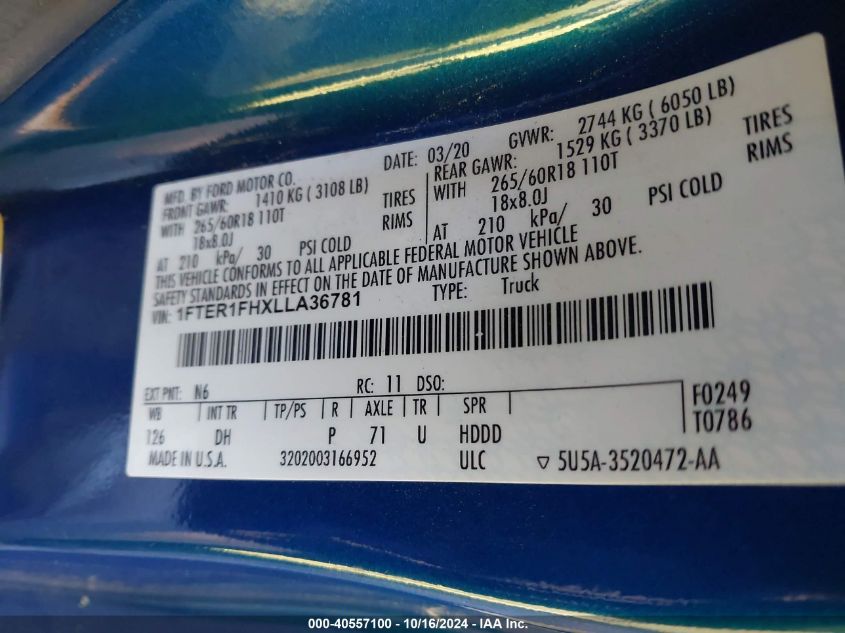 MFD. BY FORD MOTOR CO.
DATE: 03/20 GVWR: 2744 KG ( 6050 LB)
FRONT GAWR: 1410 KG ( 3108 LB)
REAR GAWR: 1529 KG ( 3370 LB)
WITH 265/60R18 110T TIRES
WITH 265/60R18 110T TIRES
18x8.0J RIMS
18x8.0J RIMS
AT 210 kPa/ 30 PSI COLD
AT 210 kPa/ 30 PSI COLD
THIS VEHICLE CONFORMS TO ALL APPLICABLE FEDERAL MOTOR VEHICLE
SAFETY STANDARDS IN EFFECT ON THE DATE OF MANUFACTURE SHOWN ABOVE.
VIN: 1FTER1FHXLLA36781 TYPE: Truck
EXT PNT: N6 RC: 11 DSO:
WB INT TR TP/PS R AXLE TR SPR F0249
126 DH P 71 U HDDD T0786
MADE IN U.S.A. 3202003166952 ULC ▽ 5U5A-3520472-AA
000-40557100 - 10/16/2024 - IAA Inc.